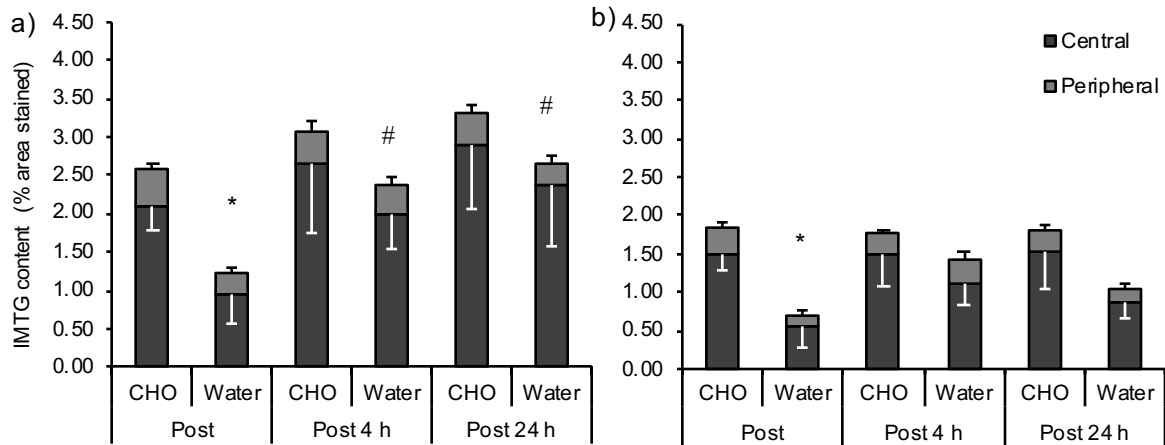 a)
IMTG content (% area stained)
4.50
4.00
3.50
3.00
2.50
2.00
1.50
1.00
0.50
0.00
*
#
#
CHO Water CHO Water CHO Water
Post Post 4 h Post 24 h
b)
4.50
4.00
3.50
3.00
2.50
2.00
1.50
1.00
0.50
0.00
*
Central
Peripheral
CHO Water CHO Water CHO Water
Post Post 4 h Post 24 h